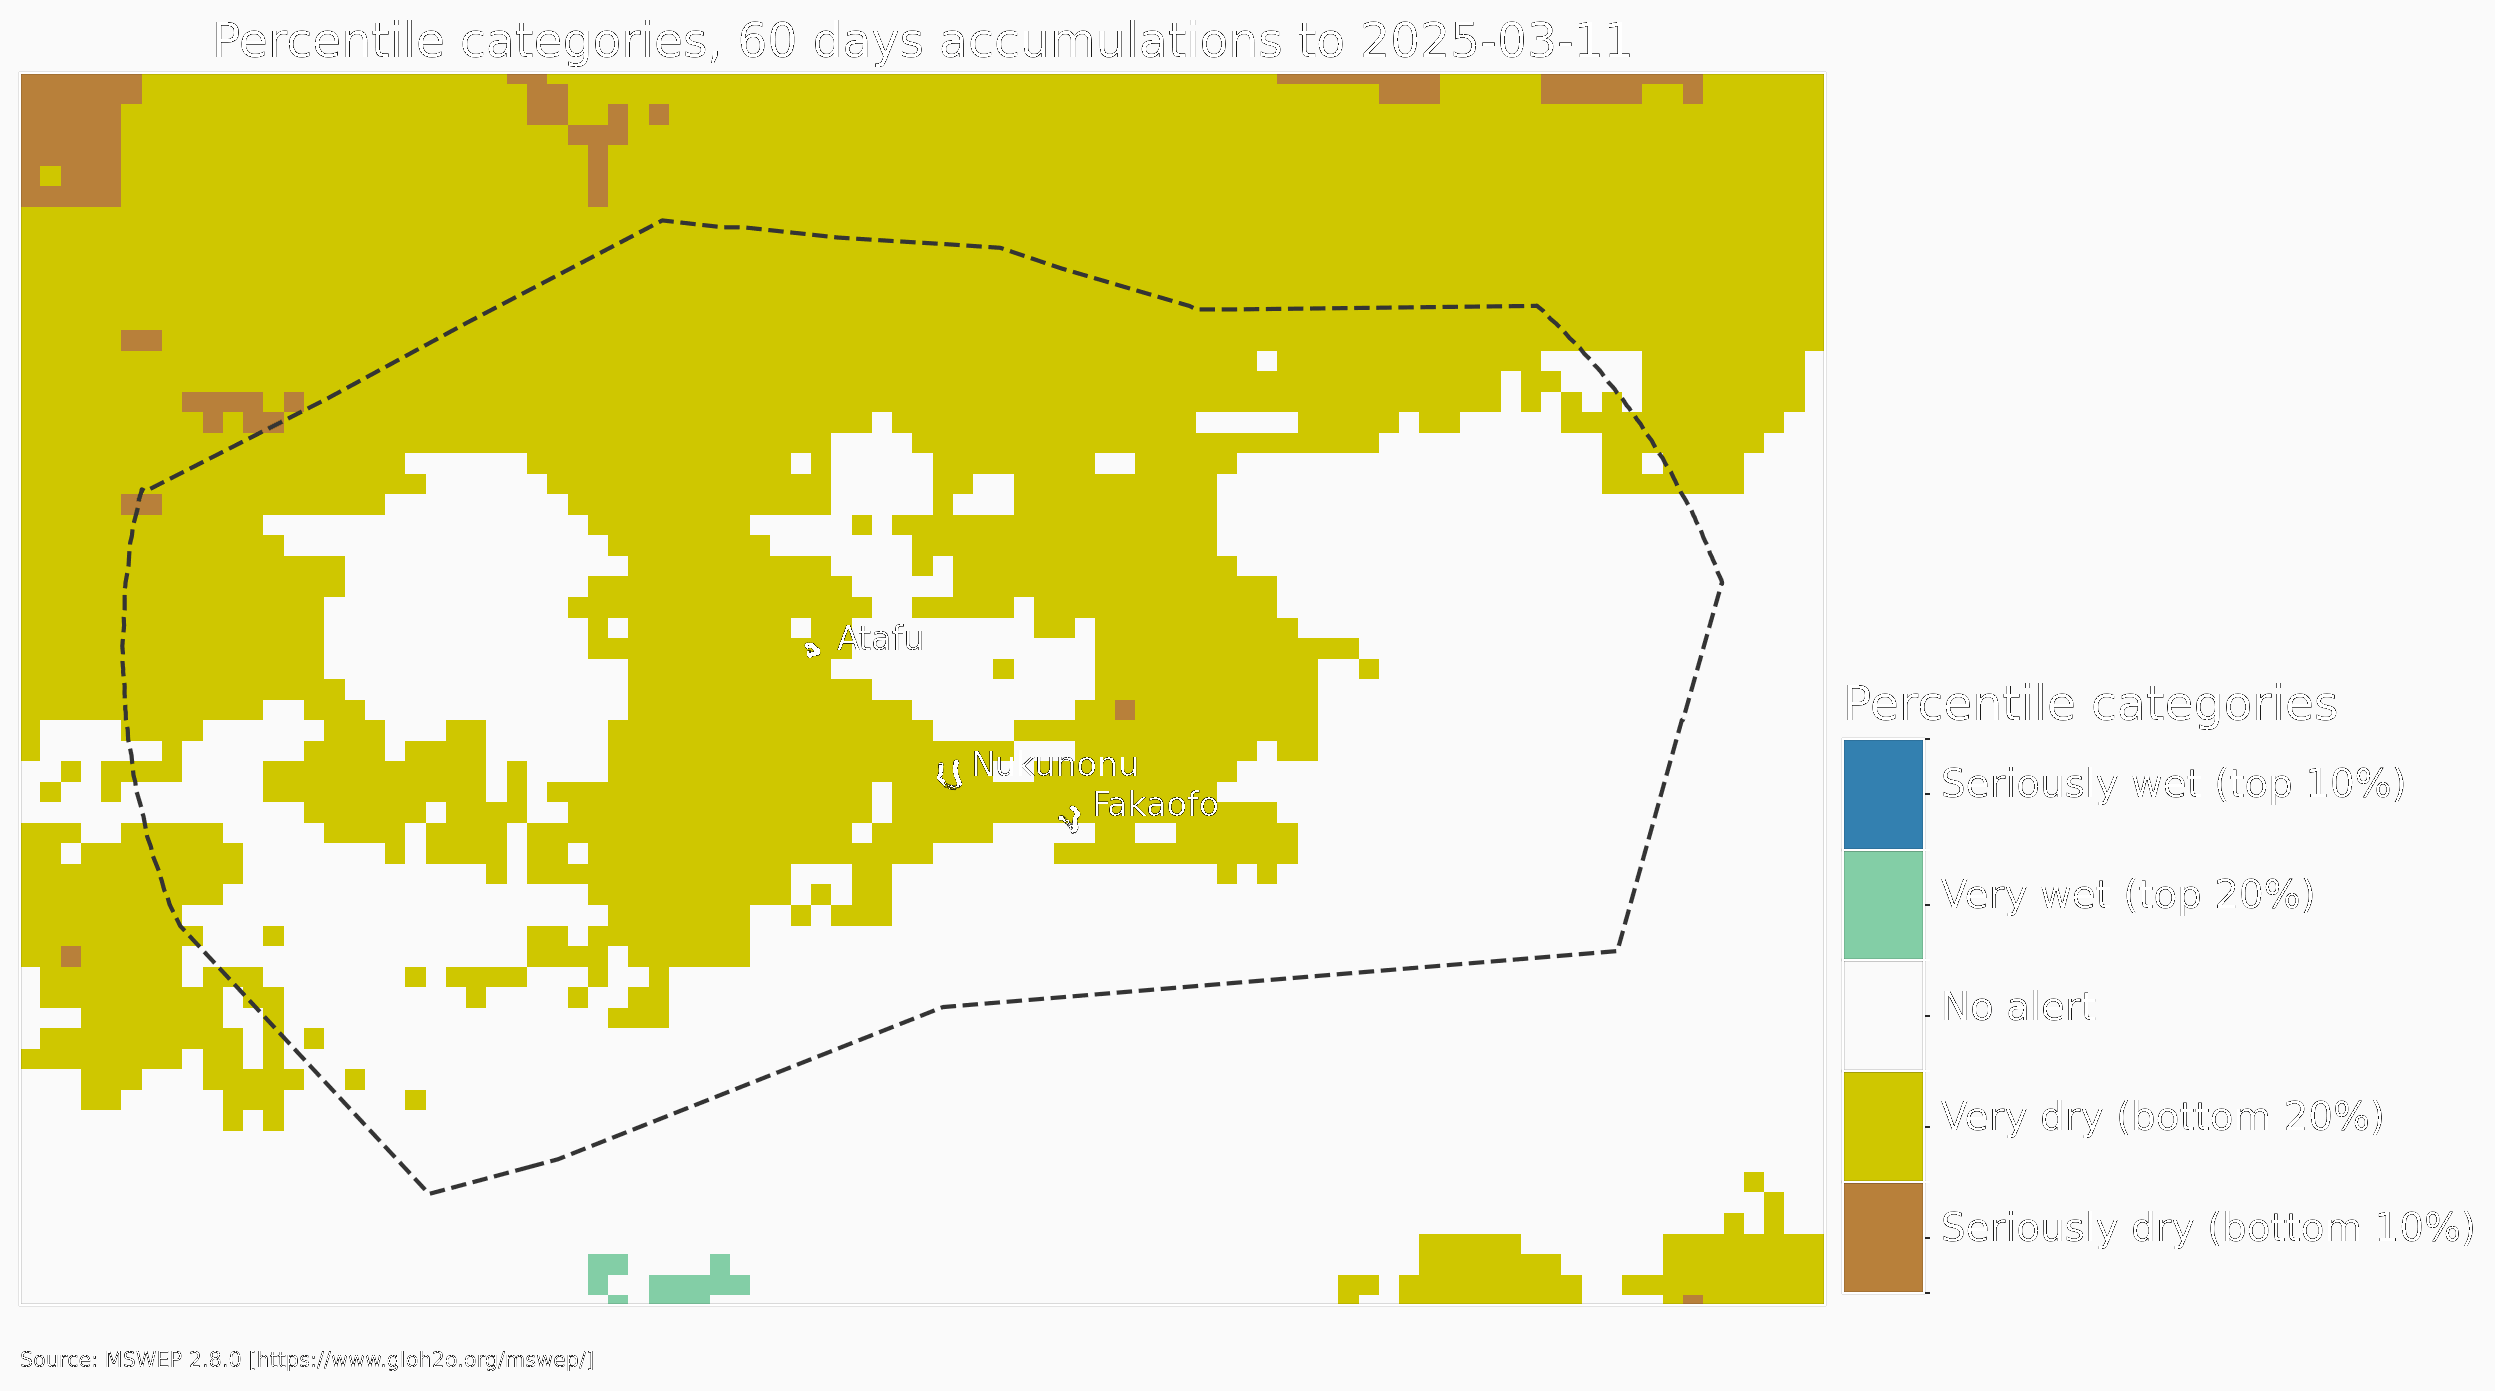 Percentile categories, 60 days accumulations to 2025-03-11
Atafu
Nukunonu
Fakaofo
Percentile categories
Seriously wet (top 10%)
Very wet (top 20%)
No alert
Very dry (bottom 20%)
Seriously dry (bottom 10%)
Source: MSWEP 2.8.0 [https://www.gloh2o.org/mswep/]